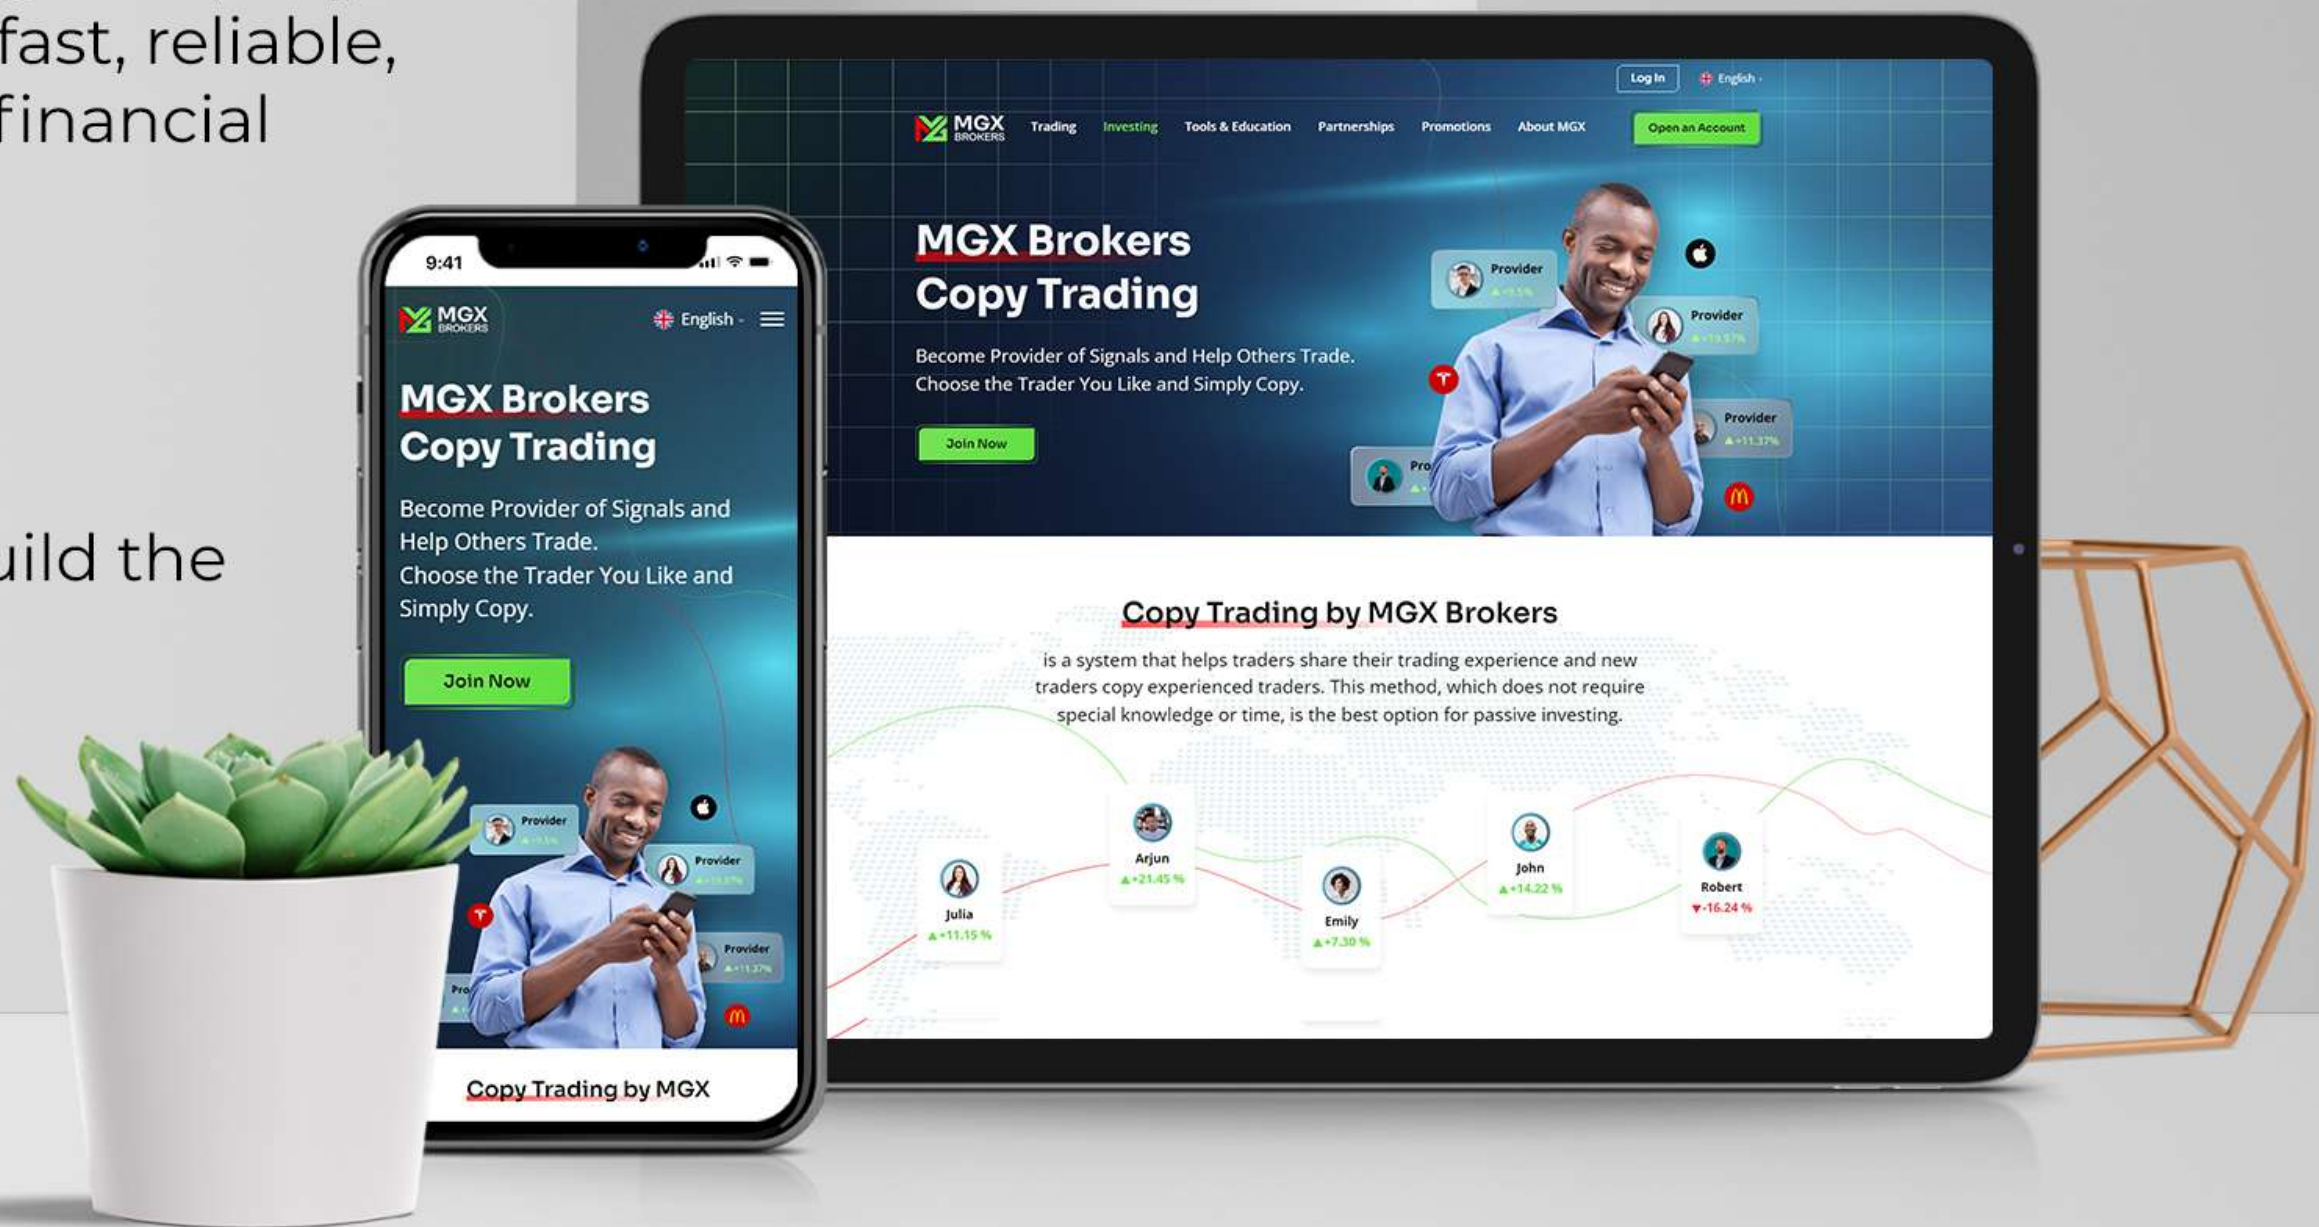 fast, reliable,
financial
uild the
9:41
MGX
BROKERS
English
MGX Brokers
Copy Trading
Become Provider of Signals and
Help Others Trade.
Choose the Trader You Like and
Simply Copy.
Join Now
Provider
Provider
Provider
+11.37%
Pro
Copy Trading by MGX
Log In
English
MGX
BROKERS
Trading
Investing
Tools & Education
Partnerships
Promotions
About MGX
Open an Account
MGX Brokers
Copy Trading
Become Provider of Signals and Help Others Trade.
Choose the Trader You Like and Simply Copy.
Join Now
Provider
Provider
Provider
▲+11.37%
Pro
Copy Trading by MGX Brokers
is a system that helps traders share their trading experience and new
traders copy experienced traders. This method, which does not require
special knowledge or time, is the best option for passive investing.
Julia
▲+11.15 %
Arjun
▲+21.45 %
Emily
▲+7.30 %
John
▲+14.22 %
Robert
▼-16.24 %